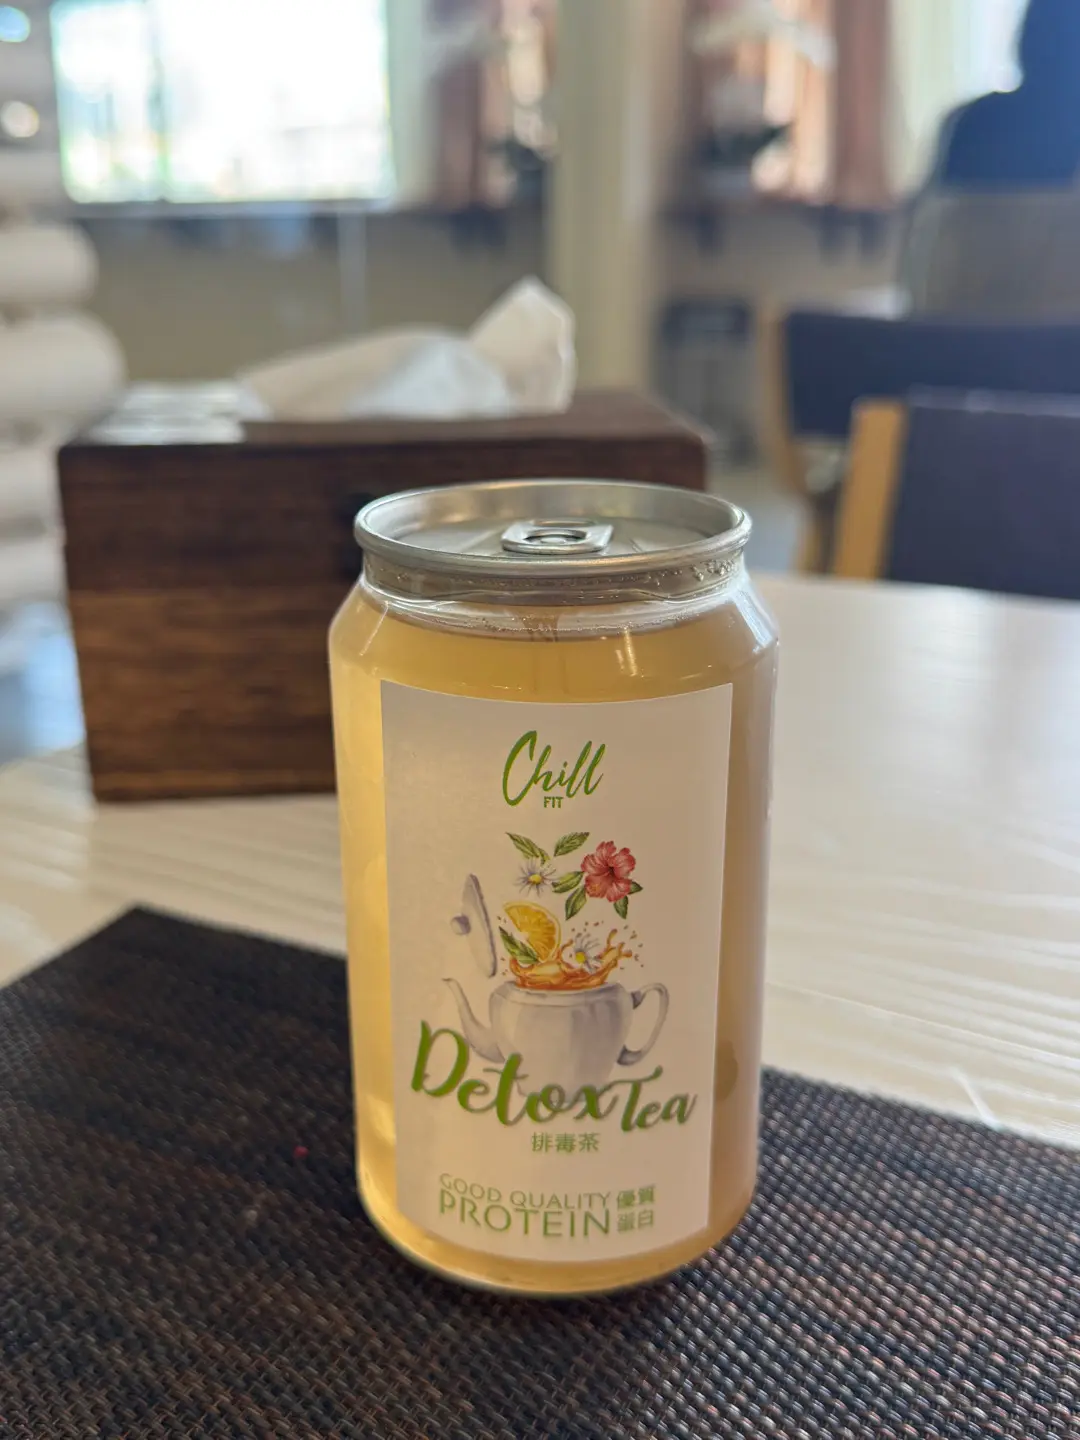 Chill
FIT
Detox Tea
排毒茶
GOOD QUALITY 優質
PROTEIN 蛋白